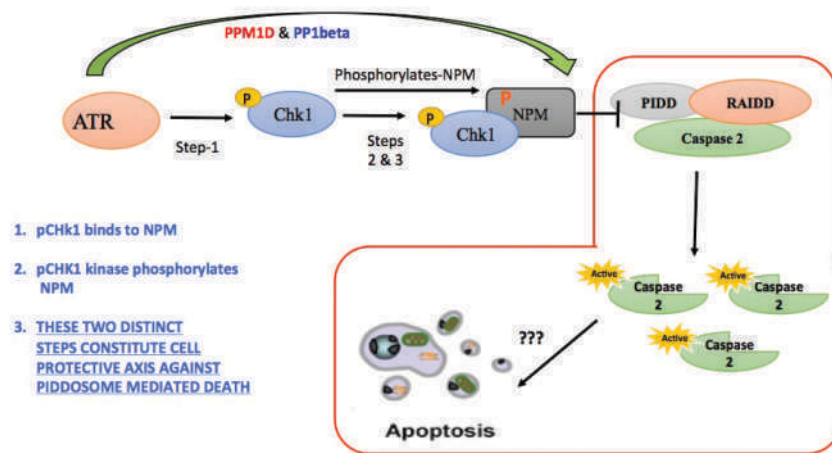 PPM1D & PP1beta
Phosphorylates-NPM
ATR
Step-1
P
Chk1
Steps
2 & 3
P
Chk1
P
NPM
PIDD
RAIDD
Caspase 2
1. pCHk1 binds to NPM
2. pCHK1 kinase phosphorylates
NPM
3. THESE TWO DISTINCT
STEPS CONSTITUTE CELL
PROTECTIVE AXIS AGAINST
PIDDOSOME MEDIATED DEATH
Active
Caspase
2
Active
Caspase
2
Active
Caspase
2
???
Apoptosis